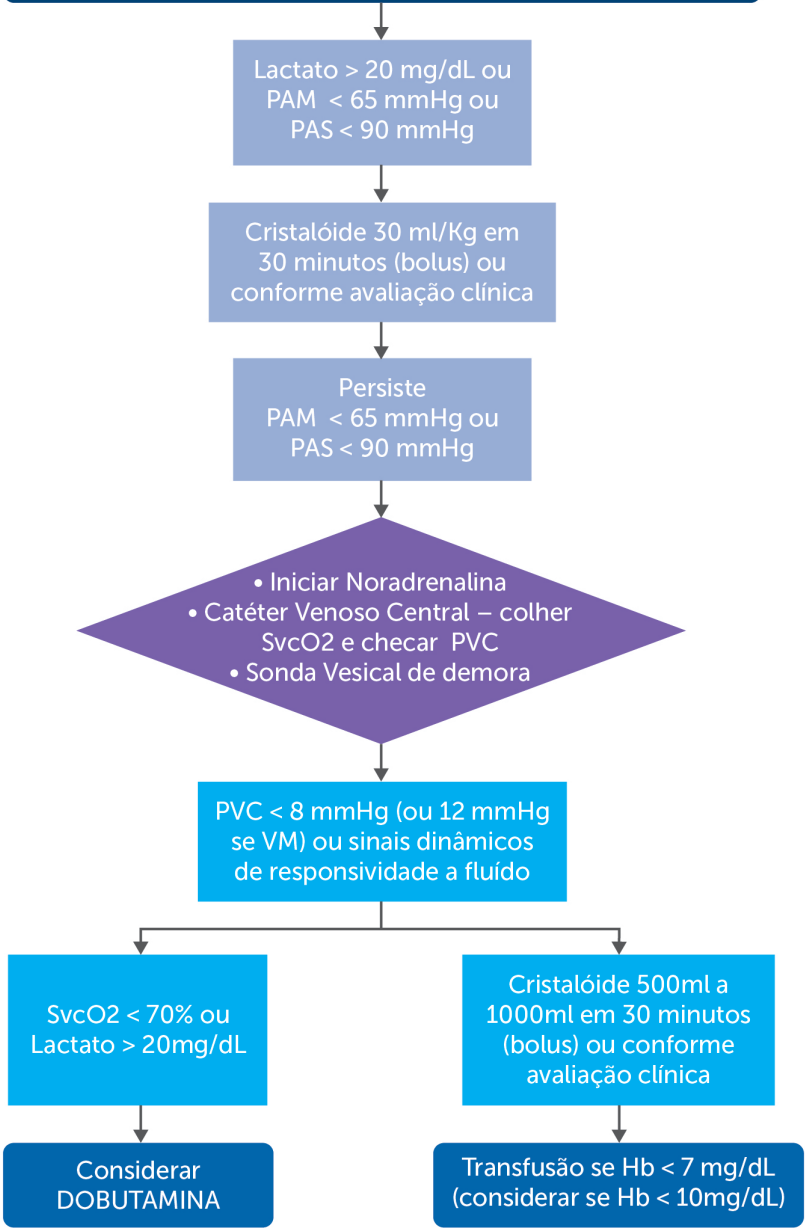 Lactato > 20 mg/dL ou
PAM < 65 mmHg ou
PAS < 90 mmHg
Cristalóide 30 ml/Kg em
30 minutos (bolus) ou
conforme avaliação clínica
Persiste
PAM < 65 mmHg ou
PAS < 90 mmHg
• Iniciar Noradrenalina
• Catéter Venoso Central – colher
SvcO2 e checar PVC
• Sonda Vesical de demora
PVC < 8 mmHg (ou 12 mmHg
se VM) ou sinais dinâmicos
de responsividade a fluído
SvcO2 < 70% ou
Lactato > 20mg/dL
Cristalóide 500ml a
1000ml em 30 minutos
(bolus) ou conforme
avaliação clínica
Considerar
DOBUTAMINA
Transfusão se Hb < 7 mg/dL
(considerar se Hb < 10mg/dL)